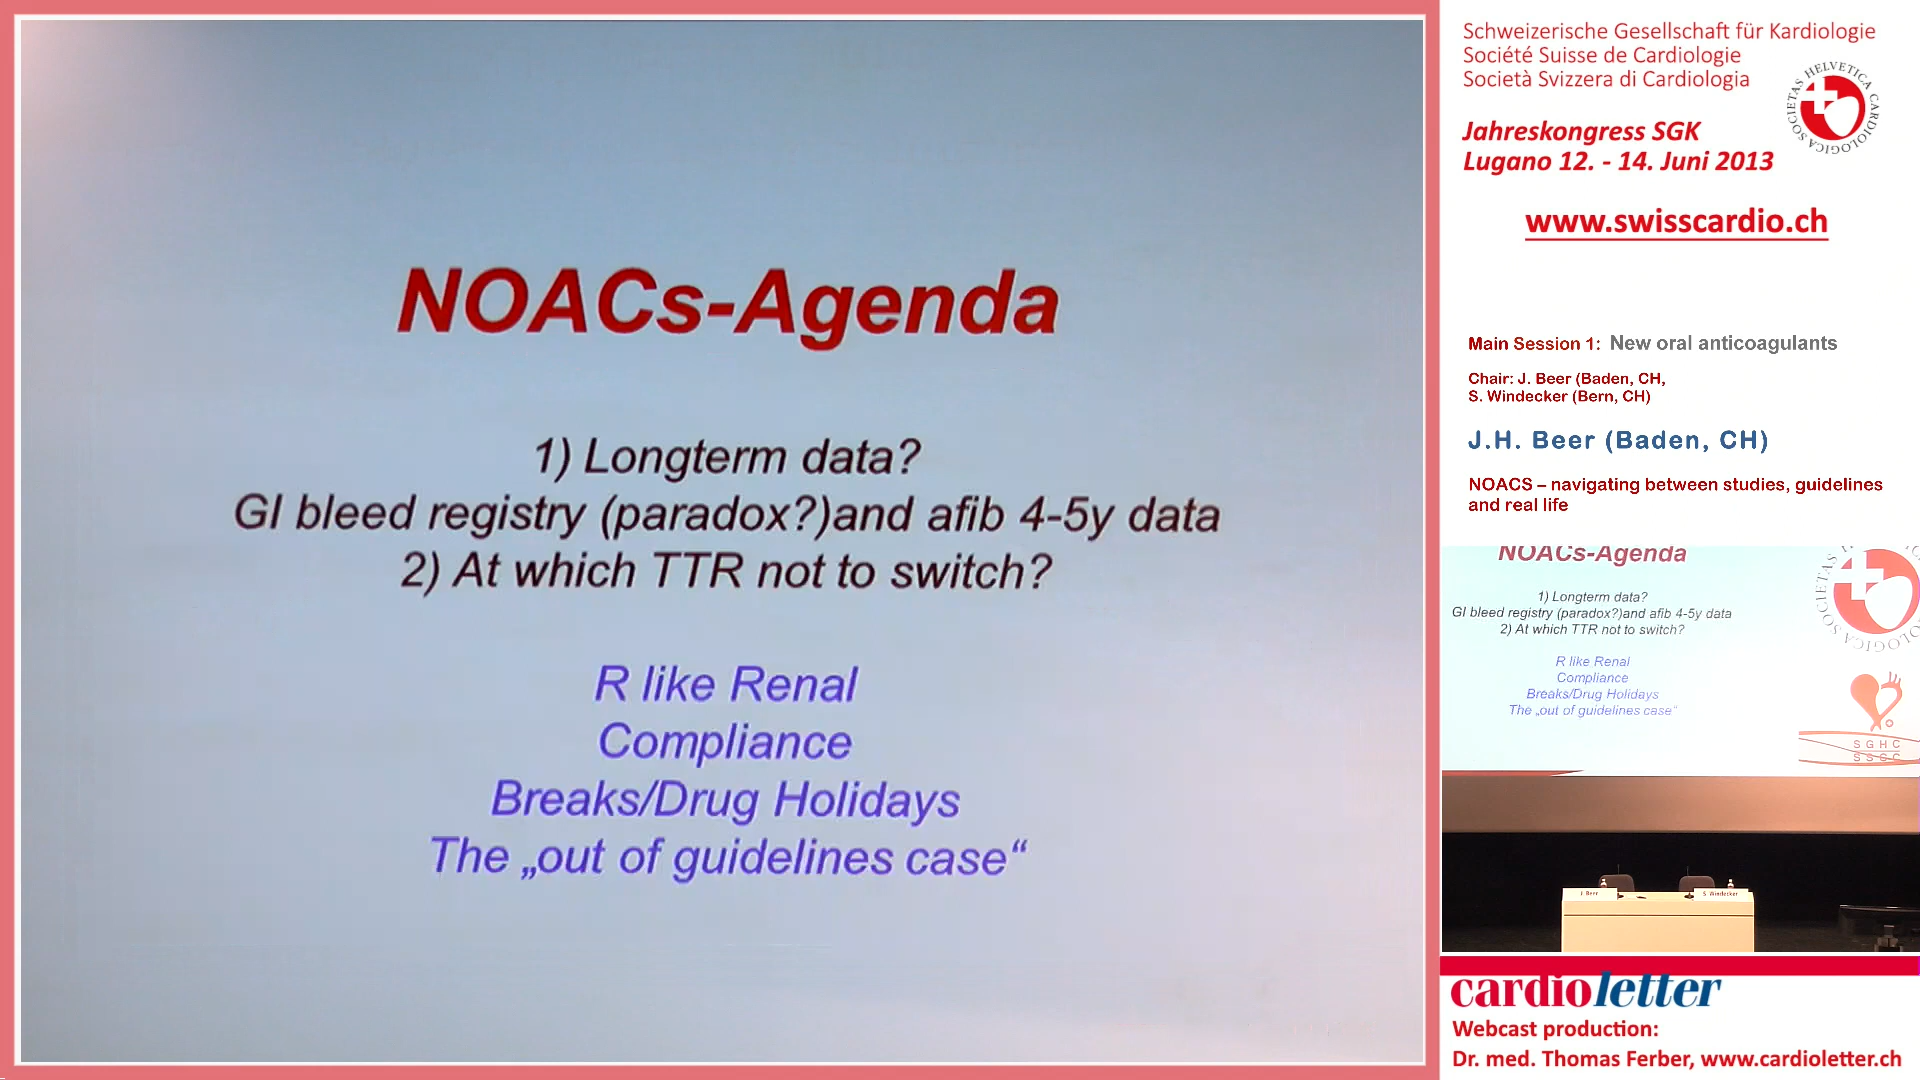 NOACs-Agenda
1) Longterm data?
GI bleed registry (paradox?)and afib 4-5y data
2) At which TTR not to switch?
R like Renal
Compliance
Breaks/Drug Holidays
The „out of guidelines case“
Schweizerische Gesellschaft für Kardiologie
Société Suisse de Cardiologie
Società Svizzera di Cardiologia
SOCIETAS HELVETICA CARDIOLOGICA
Jahreskongress SGK
Lugano 12. - 14. Juni 2013
www.swisscardio.ch
Main Session 1: New oral anticoagulants
Chair: J. Beer (Baden, CH,
S. Windecker (Bern, CH)
J.H. Beer (Baden, CH)
NOACS – navigating between studies, guidelines
and real life
NOACs-Agenda
1) Longterm data?
GI bleed registry (paradox?)and afib 4-5y data
2) At which TTR not to switch?
R like Renal
Compliance
Breaks/Drug Holidays
The „out of guidelines case“
SGHC
SSCC
J. Beer
S. Windecker
cardioletter
Webcast production:
Dr. med. Thomas Ferber, www.cardioletter.ch